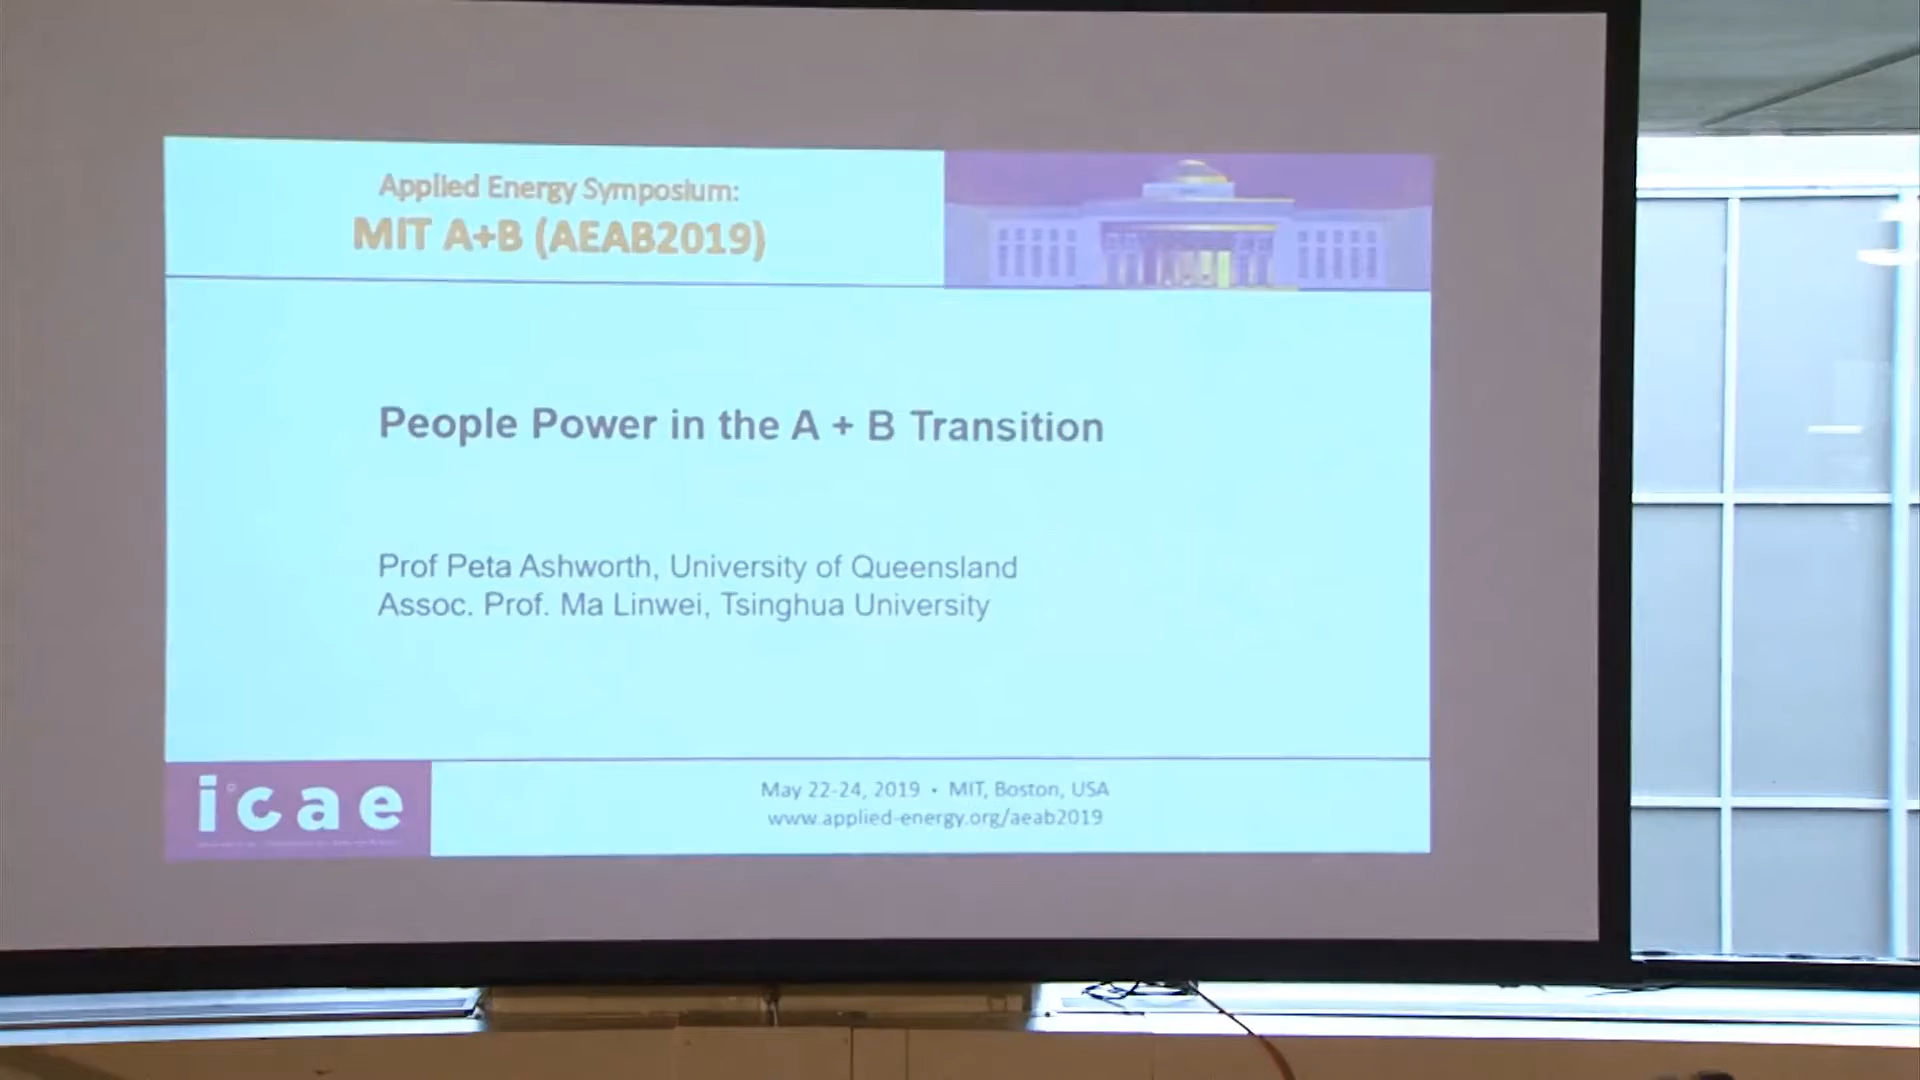 Applied Energy Symposium:
MIT A+B (AEAB2019)
People Power in the A + B Transition
Prof Peta Ashworth, University of Queensland
Assoc. Prof. Ma Linwei, Tsinghua University
icae
May 22-24, 2019 • MIT, Boston, USA
www.applied-energy.org/aeab2019